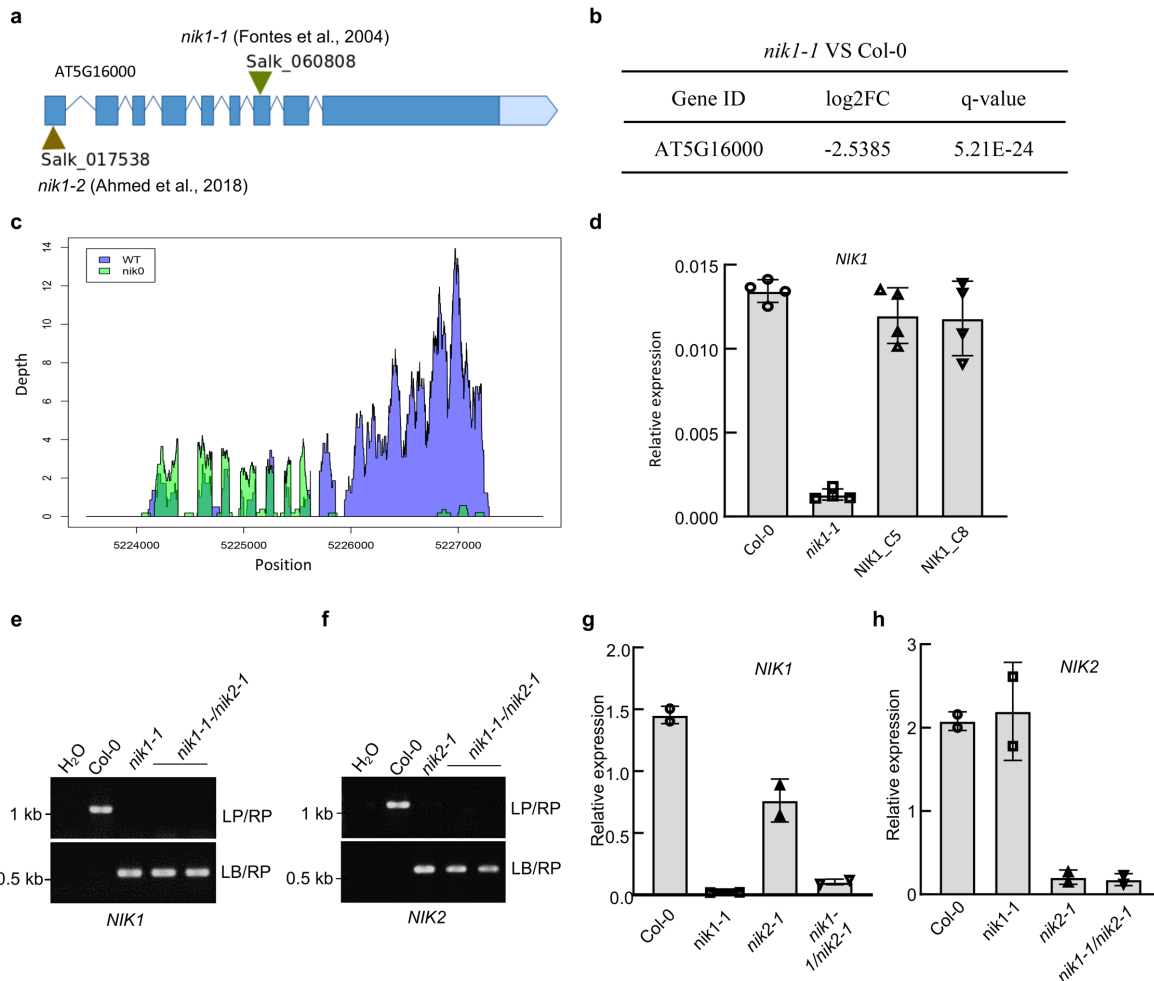 a
nik1-1 (Fontes et al., 2004)
Salk_060808
AT5G16000
Salk_017538
nik1-2 (Ahmed et al., 2018)
b
nik1-1 VS Col-0
Gene ID log2FC q-value
AT5G16000 -2.5385 5.21E-24
c
WT
nik0
Depth
14
12
10
8
6
4
2
0
5224000 5225000 5226000 5227000
Position
d
NIK1
Relative expression
0.015
0.010
0.005
0.000
Col-0 nik1-1 NIK1_C5 NIK1_C8
e
H2O Col-0 nik1-1 nik1-1-/nik2-1
1 kb LP/RP
0.5 kb LB/RP
NIK1
f
H2O Col-0 nik2-1 nik1-1-/nik2-1
1 kb LP/RP
0.5 kb LB/RP
NIK2
g
NIK1
Relative expression
2.0
1.5
1.0
0.5
0.0
Col-0 nik1-1 nik2-1 nik1-
1/nik2-1
h
NIK2
Relative expression
3
2
1
0
Col-0 nik1-1 nik2-1 nik1-1/nik2-1